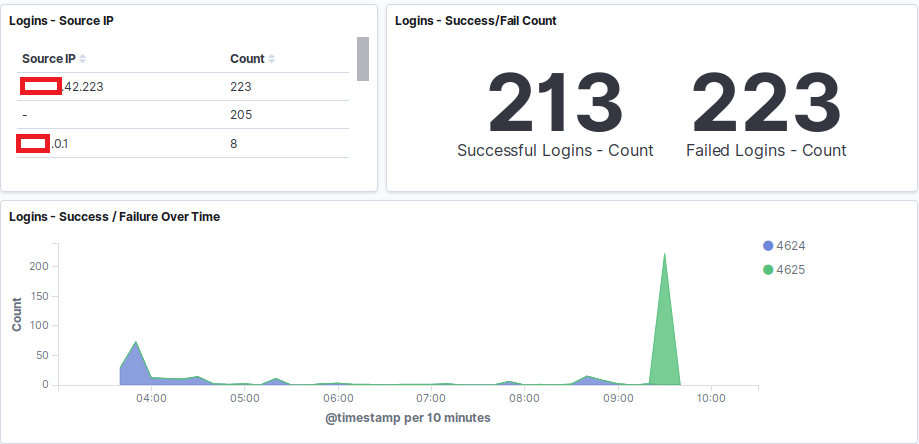 Logins - Source IP
Source IP Count
.42.223 223
- 205
.0.1 8
Logins - Success/Fail Count
213 223
Successful Logins - Count Failed Logins - Count
Logins - Success / Failure Over Time
4624
4625
Count
200
150
100
50
0
04:00 05:00 06:00 07:00 08:00 09:00 10:00
@timestamp per 10 minutes